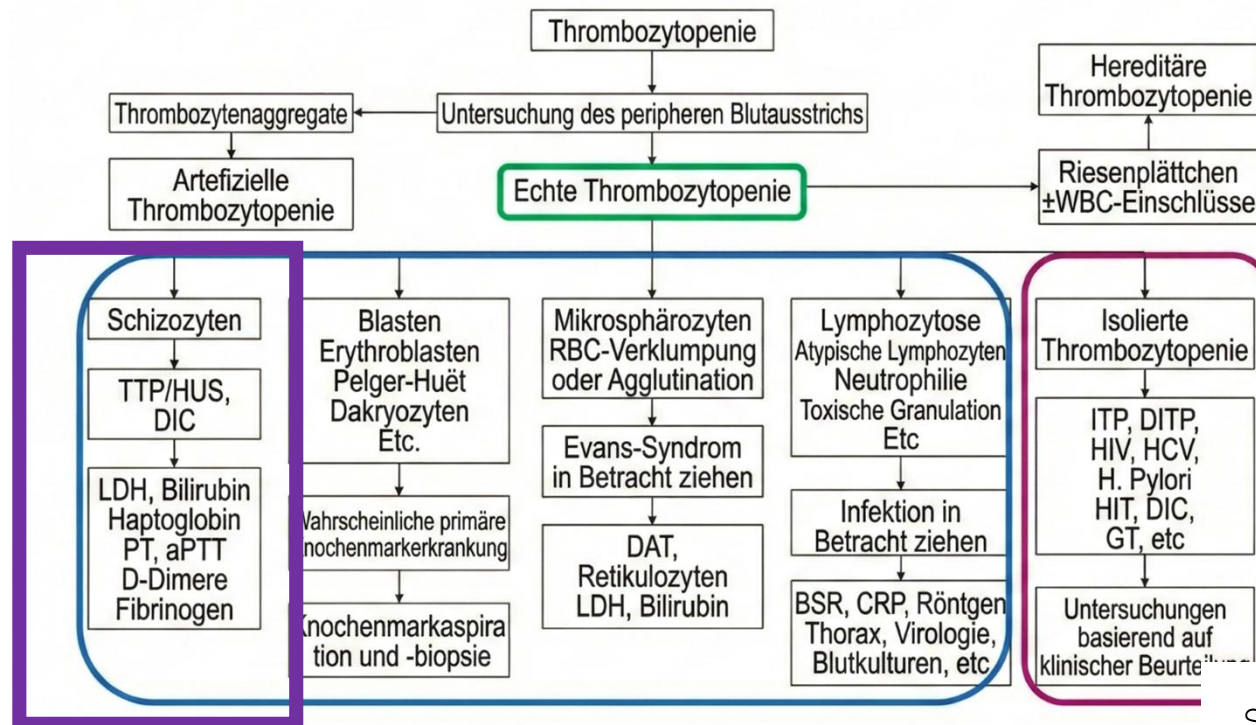 Thrombozytopenie
Hereditäre
Thrombozytopenie
Thrombozytenaggregate
Untersuchung des peripheren Blutausstrichs
Artefizielle
Thrombozytopenie
Echte Thrombozytopenie
Riesenplättchen
±WBC-Einschlüsse
Schizozyten
TTP/HUS,
DIC
LDH, Bilirubin
Haptoglobin
PT, aPTT
D-Dimere
Fibrinogen
Blasten
Erythroblasten
Pelger-Huët
Dakryozyten
Etc.
primäre
tion und -biopsie
Mikrosphärozyten
RBC-Verklumpung
oder Agglutination
Evans-Syndrom
in Betracht ziehen
DAT,
Retikulozyten
LDH, Bilirubin
Lymphozytose
Atypische Lymphozyten
Neutrophilie
Toxische Granulation
Etc
Infektion in
Betracht ziehen
BSR, CRP, Röntgen
Thorax, Virologie,
Blutkulturen, etc
Isolierte
Thrombozytopenie
ITP, DITP,
HIV, HCV,
H. Pylori
HIT, DIC,
GT, etc
Untersuchungen
basierend auf
klinischer